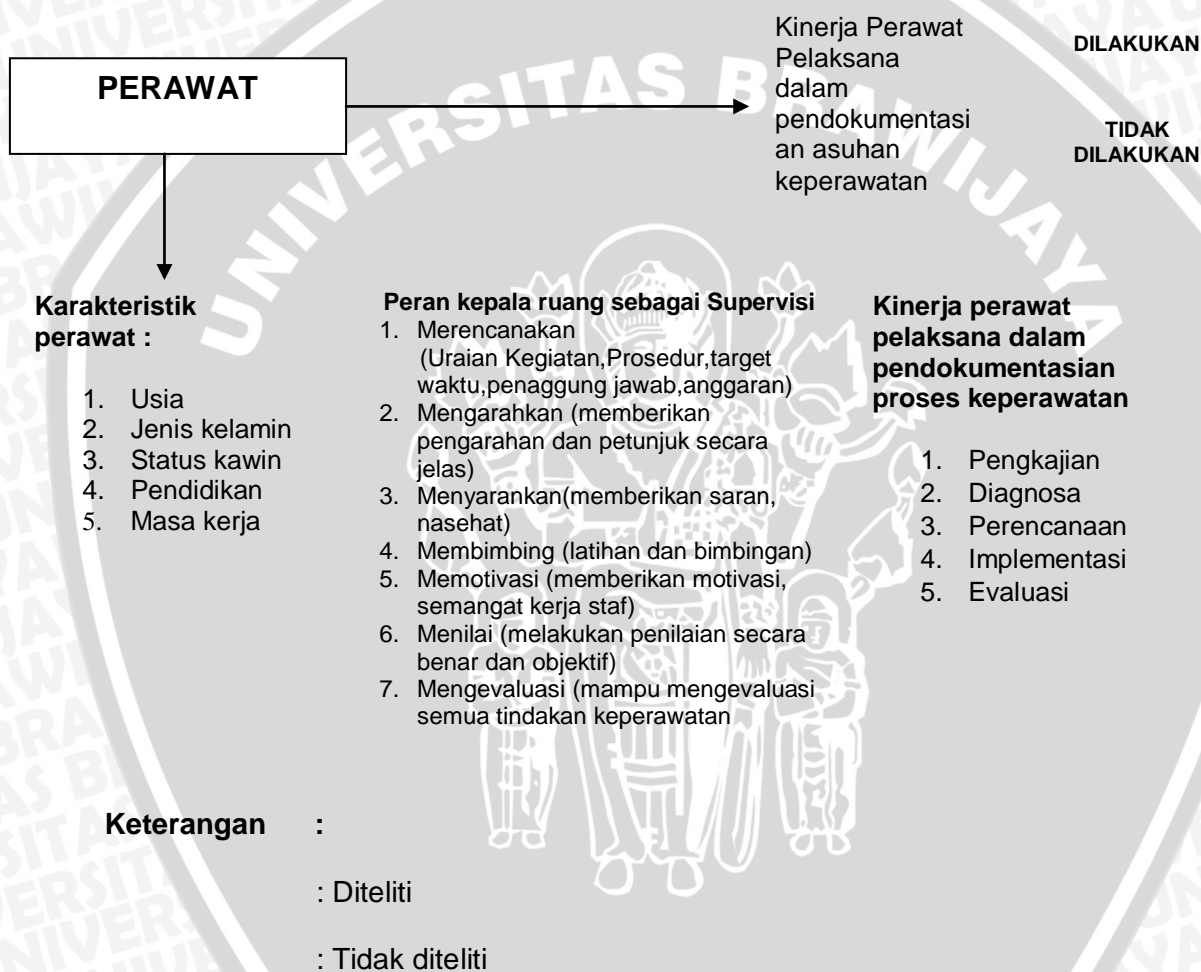 PERAWAT
Kinerja Perawat
Pelaksana
dalam
pendokumentasi
an asuhan
keperawatan
DILAKUKAN
TIDAK
DILAKUKAN
UNIVERSITAS BRAWIJAYA
Karakteristik
perawat :
1. Usia
2. Jenis kelamin
3. Status kawin
4. Pendidikan
5. Masa kerja
Peran kepala ruang sebagai Supervisi
1. Merencanakan
(Uraian Kegiatan,Prosedur,target
waktu,penaggung jawab,anggaran)
2. Mengarahkan (memberikan
pengarahan dan petunjuk secara
jelas)
3. Menyarankan(memberikan saran,
nasehat)
4. Membimbing (latihan dan bimbingan)
5. Memotivasi (memberikan motivasi,
semangat kerja staf)
6. Menilai (melakukan penilaian secara
benar dan objektif)
7. Mengevaluasi (mampu mengevaluasi
semua tindakan keperawatan
Kinerja perawat
pelaksana dalam
pendokumentasian
proses keperawatan
1. Pengkajian
2. Diagnosa
3. Perencanaan
4. Implementasi
5. Evaluasi
Keterangan :
: Diteliti
: Tidak diteliti